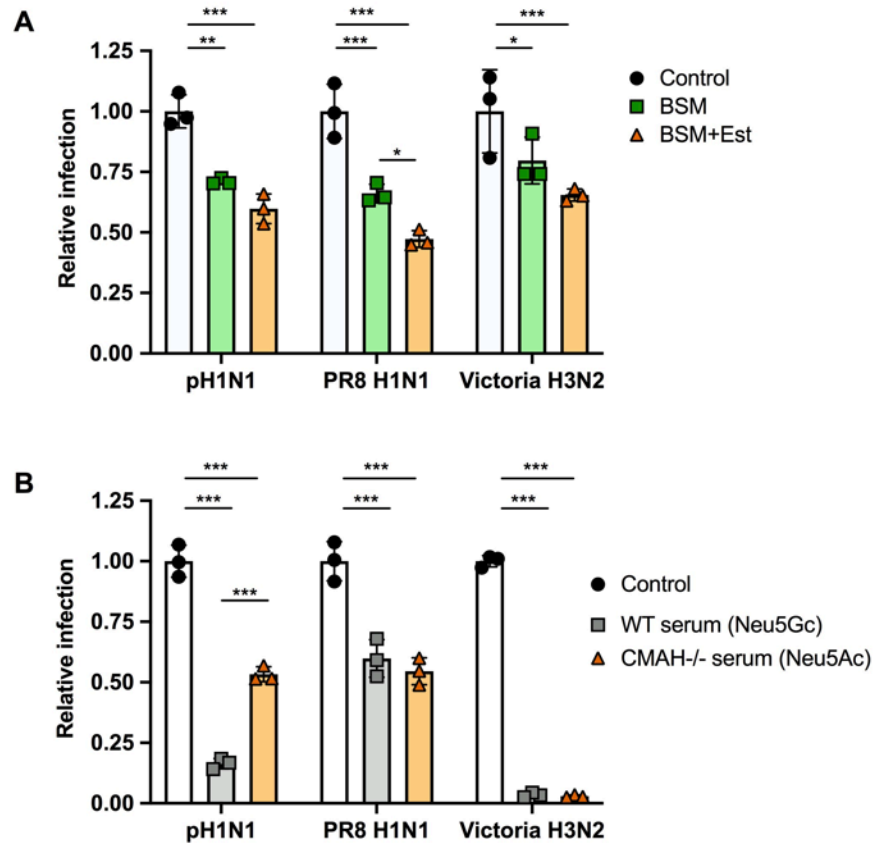 A
*** *** ***
** *** *
*
1.25
1.00
0.75
0.50
0.25
0.00
Relative infection
pH1N1 PR8 H1N1 Victoria H3N2
Control
BSM
BSM+Est
B
*** *** ***
*** *** ***
***
1.25
1.00
0.75
0.50
0.25
0.00
Relative infection
pH1N1 PR8 H1N1 Victoria H3N2
Control
WT serum (Neu5Gc)
CMAH-/- serum (Neu5Ac)